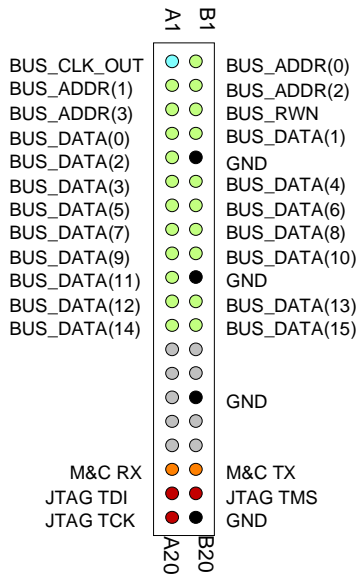 A1 B1
BUS_CLK_OUT BUS_ADDR(0)
BUS_ADDR(1) BUS_ADDR(2)
BUS_ADDR(3) BUS_RWN
BUS_DATA(0) BUS_DATA(1)
BUS_DATA(2) GND
BUS_DATA(3) BUS_DATA(4)
BUS_DATA(5) BUS_DATA(6)
BUS_DATA(7) BUS_DATA(8)
BUS_DATA(9) BUS_DATA(10)
BUS_DATA(11) GND
BUS_DATA(12) BUS_DATA(13)
BUS_DATA(14) BUS_DATA(15)
GND
M&C RX M&C TX
JTAG TDI JTAG TMS
JTAG TCK GND
A20 B20